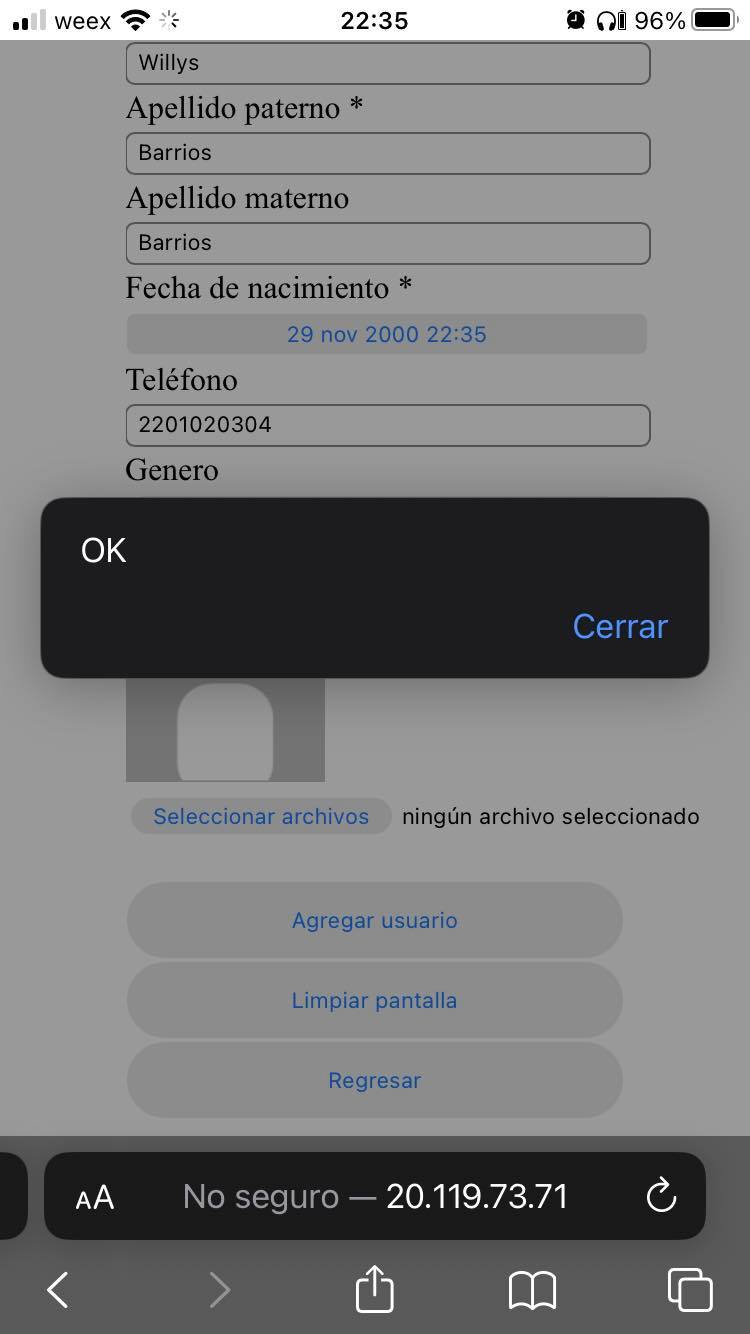 weex 22:35 96%
Willys
Apellido paterno *
Barrios
Apellido materno
Barrios
Fecha de nacimiento *
29 nov 2000 22:35
Teléfono
2201020304
Genero
OK
Cerrar
Seleccionar archivos ningún archivo seleccionado
Agregar usuario
Limpiar pantalla
Regresar
AA No seguro — 20.119.73.71